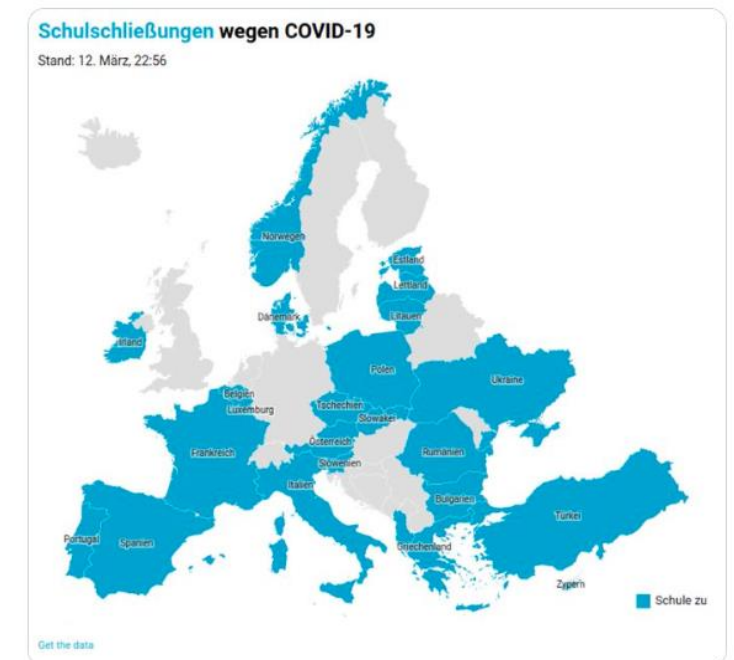 Schulschließungen wegen COVID-19
Stand: 12. März, 22:56
Norwegen
Estland
Lettland
Dänemark
Litauen
Irland
Polen
Ukraine
Belgien
Luxemburg
Tschechien
Slowakei
Österreich
Frankreich
Rumänien
Slowenien
Italien
Bulgarien
Türkei
Portugal
Spanien
Griechenland
Zypern
Schule zu
Get the data